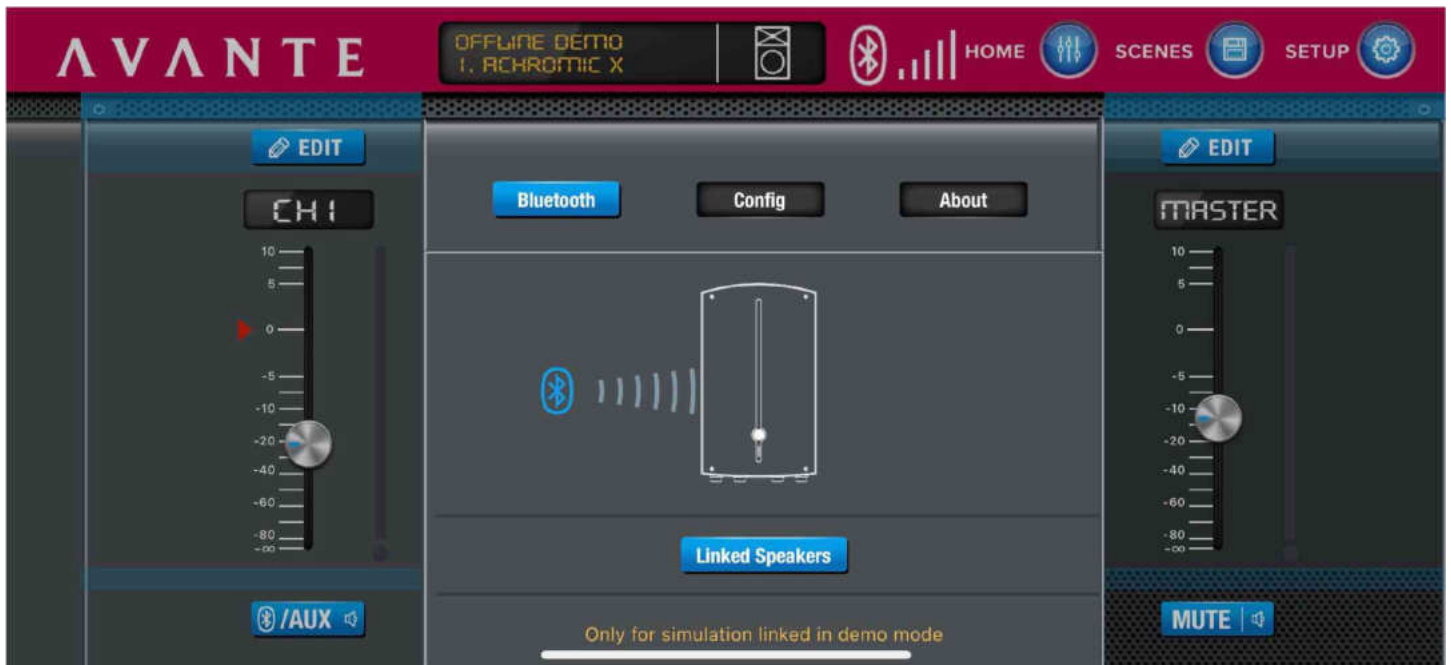 AVANTE
OFFLINE DEMO
1. ACHROMIC X
HOME
SCENES
SETUP
EDIT
CH1
10
5
0
-5
-10
-20
-40
-60
-80
-∞
/AUX
Bluetooth
Config
About
Linked Speakers
Only for simulation linked in demo mode
EDIT
MASTER
10
5
0
-5
-10
-20
-40
-60
-80
-∞
MUTE